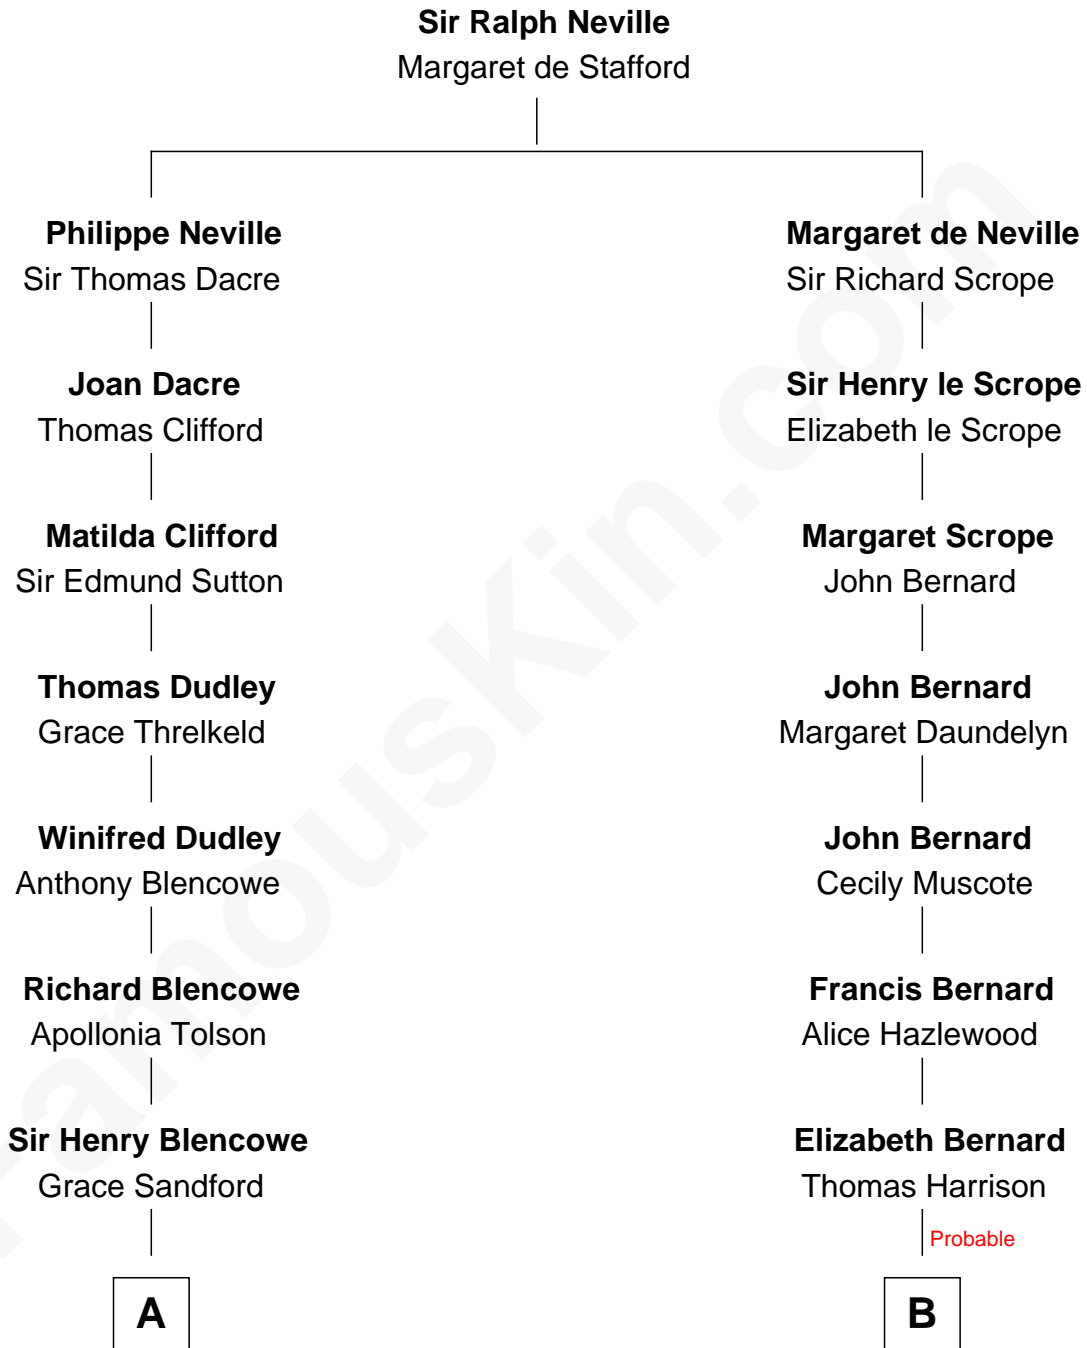 Sir Ralph Neville
Margaret de Stafford
Philippe Neville
Sir Thomas Dacre
Margaret de Neville
Sir Richard Scrope
Joan Dacre
Thomas Clifford
Sir Henry le Scrope
Elizabeth le Scrope
Matilda Clifford
Sir Edmund Sutton
Margaret Scrope
John Bernard
Thomas Dudley
Grace Threlkeld
John Bernard
Margaret Daundelyn
Winifred Dudley
Anthony Blencowe
John Bernard
Cecily Muscote
Richard Blencowe
Apollonia Tolson
Francis Bernard
Alice Hazlewood
Sir Henry Blencowe
Grace Sandford
Elizabeth Bernard
Thomas Harrison
Probable
A
B
FamousKin.com